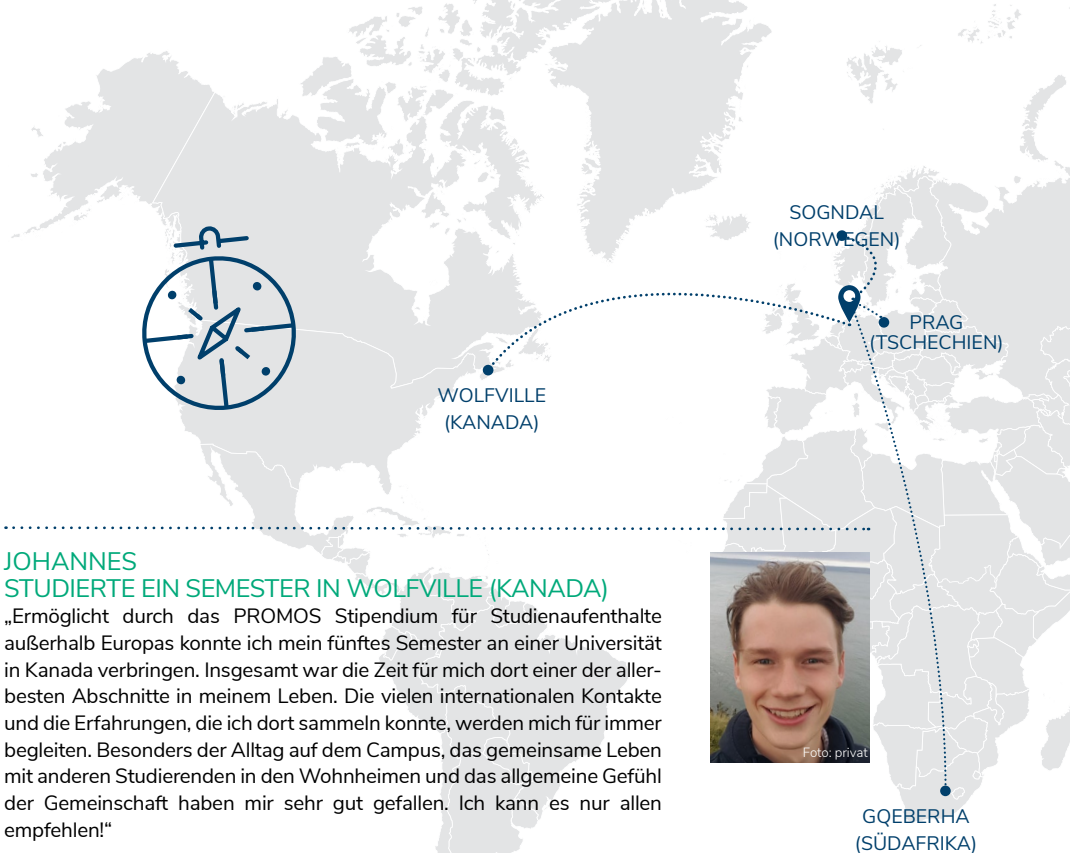 SOGNDAL
(NORWEGEN)
PRAG
(TSCHECHIEN)
WOLFVILLE
(KANADA)
JOHANNES
STUDIERTE EIN SEMESTER IN WOLFVILLE (KANADA)
„Ermöglicht durch das PROMOS Stipendium für Studienaufenthalte
außerhalb Europas konnte ich mein fünftes Semester an einer Universität
in Kanada verbringen. Insgesamt war die Zeit für mich dort einer der aller-
besten Abschnitte in meinem Leben. Die vielen internationalen Kontakte
und die Erfahrungen, die ich dort sammeln konnte, werden mich für immer
begleiten. Besonders der Alltag auf dem Campus, das gemeinsame Leben
mit anderen Studierenden in den Wohnheimen und das allgemeine Gefühl
der Gemeinschaft haben mir sehr gut gefallen. Ich kann es nur allen
empfehlen!“
Foto: privat
GQEBERHA
(SÜDAFRIKA)